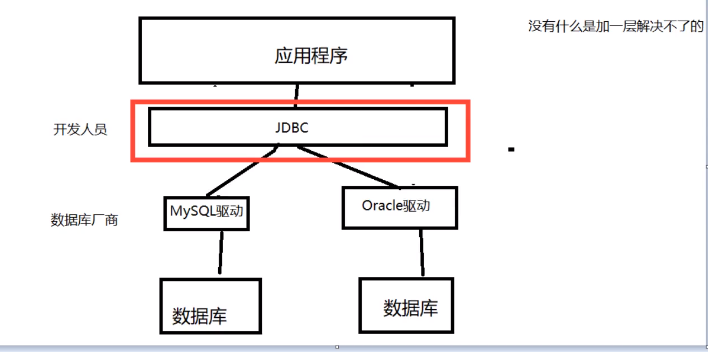 没有什么是加一层解决不了的
应用程序
开发人员
JDBC
数据库厂商
MySQL驱动
Oracle驱动
数据库
数据库